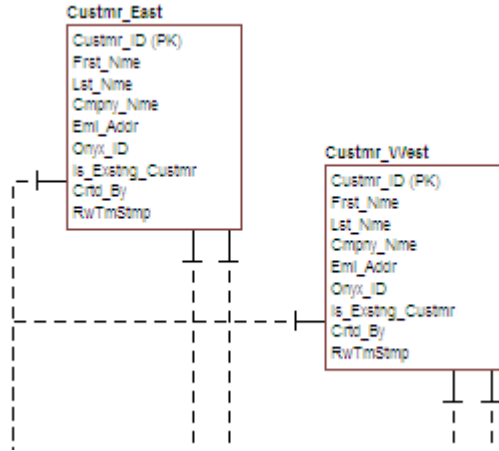 Custmr_East
Custmr_ID (PK)
Frst_Nme
Lst_Nme
Cmpny_Nme
Eml_Addr
Onyx_ID
Is_Exstng_Custmr
Crtd_By
RwTmStmp
Custmr_West
Custmr_ID (PK)
Frst_Nme
Lst_Nme
Cmpny_Nme
Eml_Addr
Onyx_ID
Is_Exstng_Custmr
Crtd_By
RwTmStmp